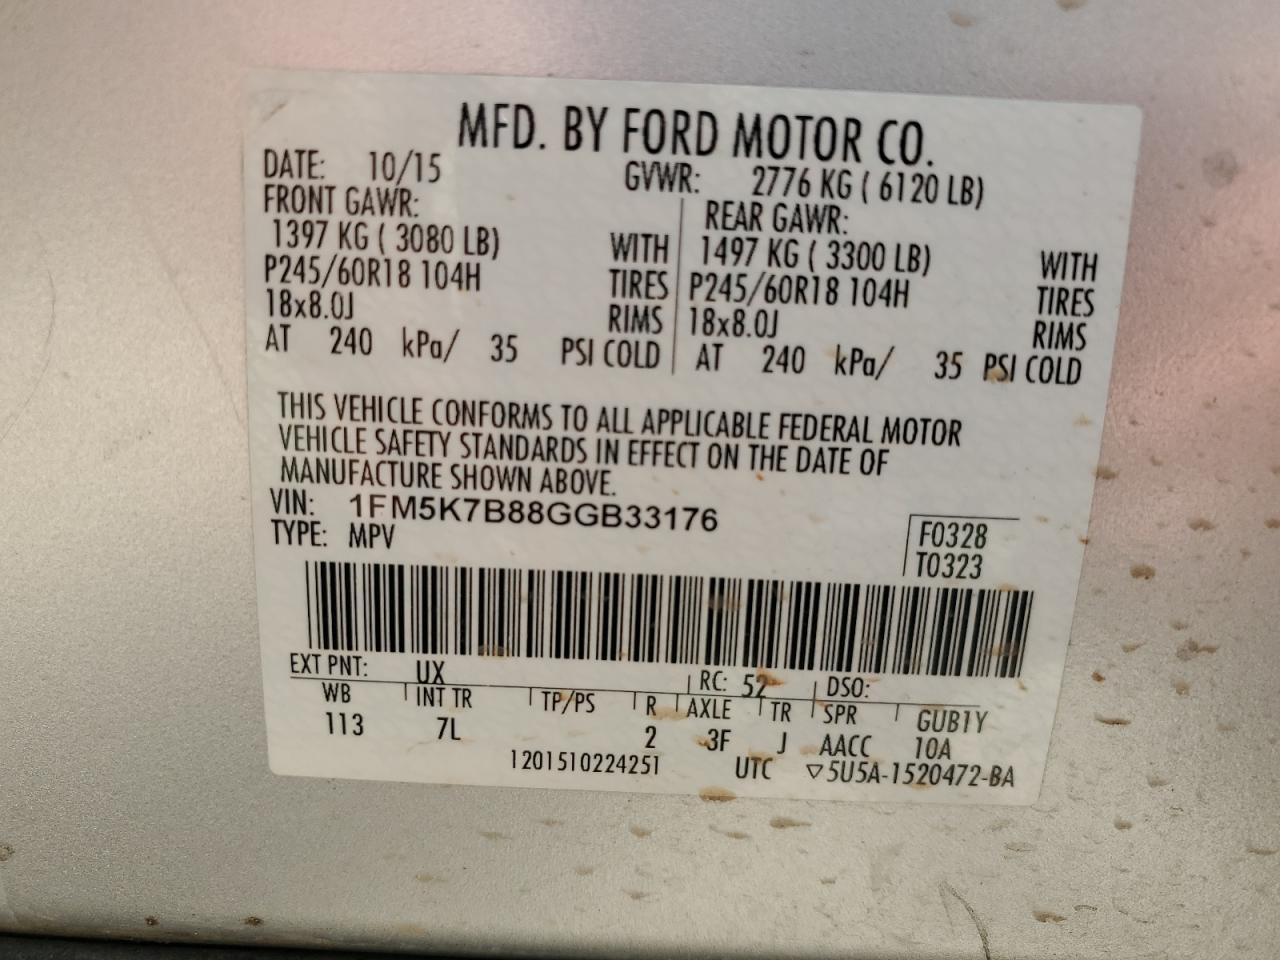 MFD. BY FORD MOTOR CO.
DATE: 10/15 GVWR: 2776 KG ( 6120 LB)
FRONT GAWR: REAR GAWR:
1397 KG ( 3080 LB) WITH 1497 KG ( 3300 LB) WITH
P245/60R18 104H TIRES P245/60R18 104H TIRES
18x8.0J RIMS 18x8.0J RIMS
AT 240 kPa/ 35 PSI COLD AT 240 kPa/ 35 PSI COLD
THIS VEHICLE CONFORMS TO ALL APPLICABLE FEDERAL MOTOR
VEHICLE SAFETY STANDARDS IN EFFECT ON THE DATE OF
MANUFACTURE SHOWN ABOVE.
VIN: 1FM5K7B88GGB33176
TYPE: MPV
F0328
T0323
EXT PNT: UX RC: 52 DSO:
WB INT TR TP/PS R AXLE TR SPR GUB1Y
113 7L 2 3F J AACC 10A
1201510224251 UTC ▽5U5A-1520472-BA